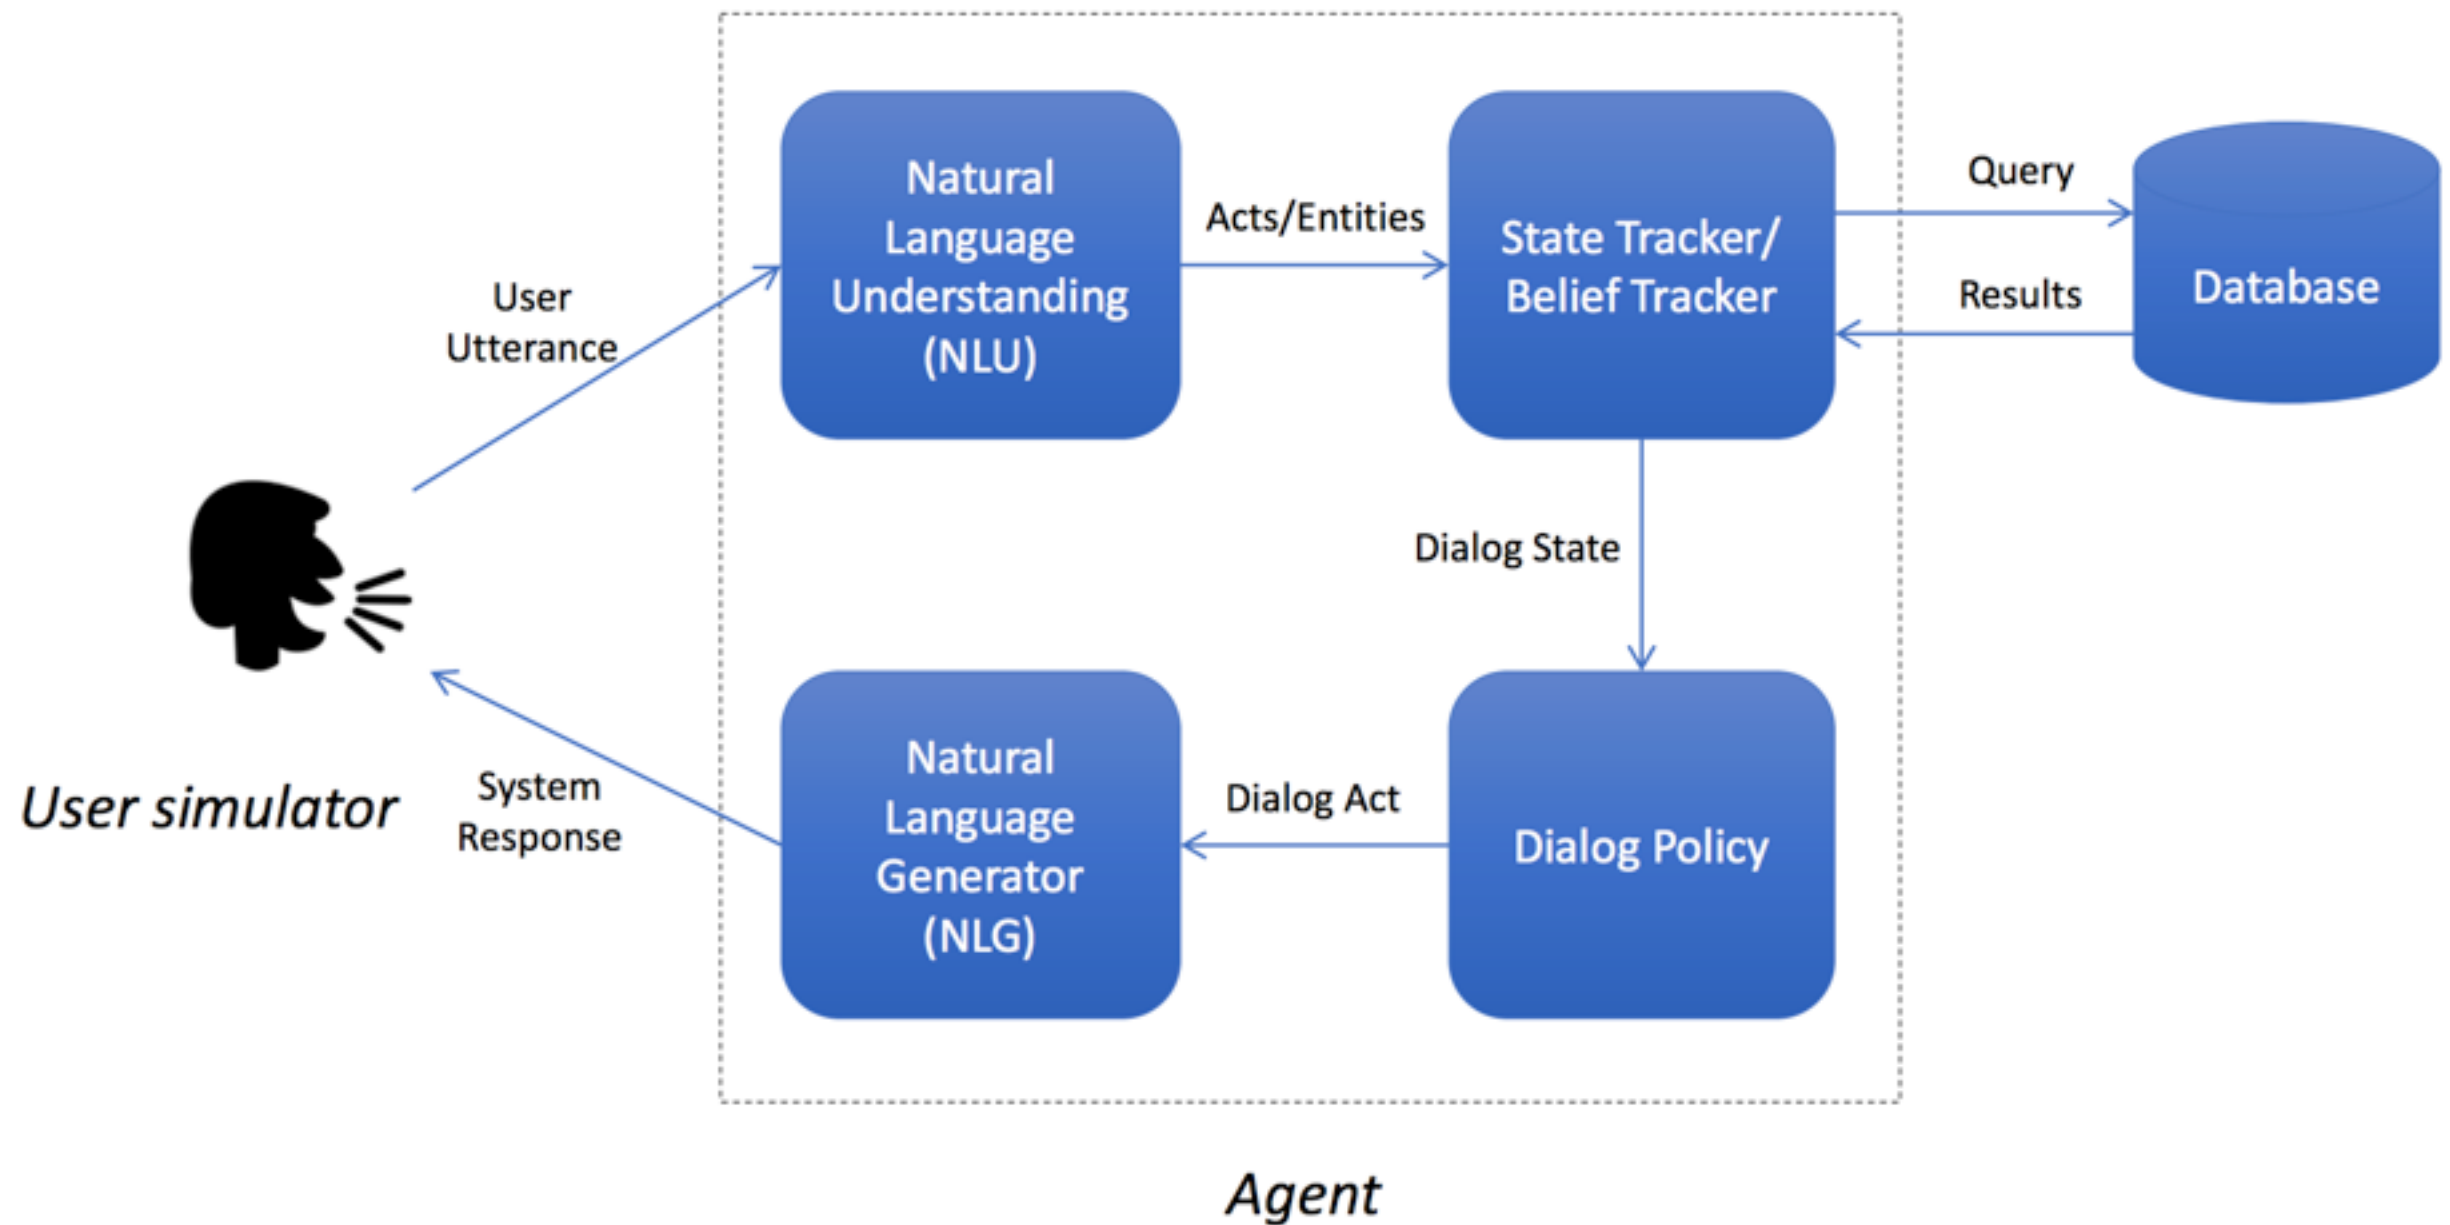 Natural
Language
Understanding
(NLU)
Acts/Entities
State Tracker/
Belief Tracker
Query
Results
Database
User
Utterance
Dialog State
User simulator
System
Response
Natural
Language
Generator
(NLG)
Dialog Act
Dialog Policy
Agent